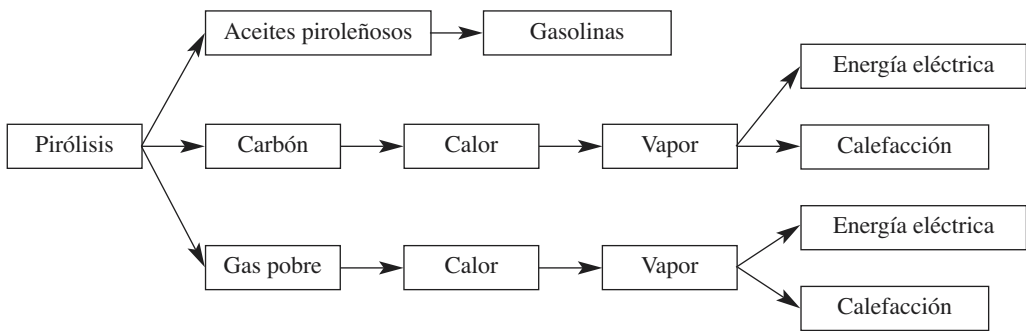 Aceites piroleñosos
Gasolinas
Energía eléctrica
Pirólisis
Carbón
Calor
Vapor
Calefacción
Energía eléctrica
Gas pobre
Calor
Vapor
Calefacción